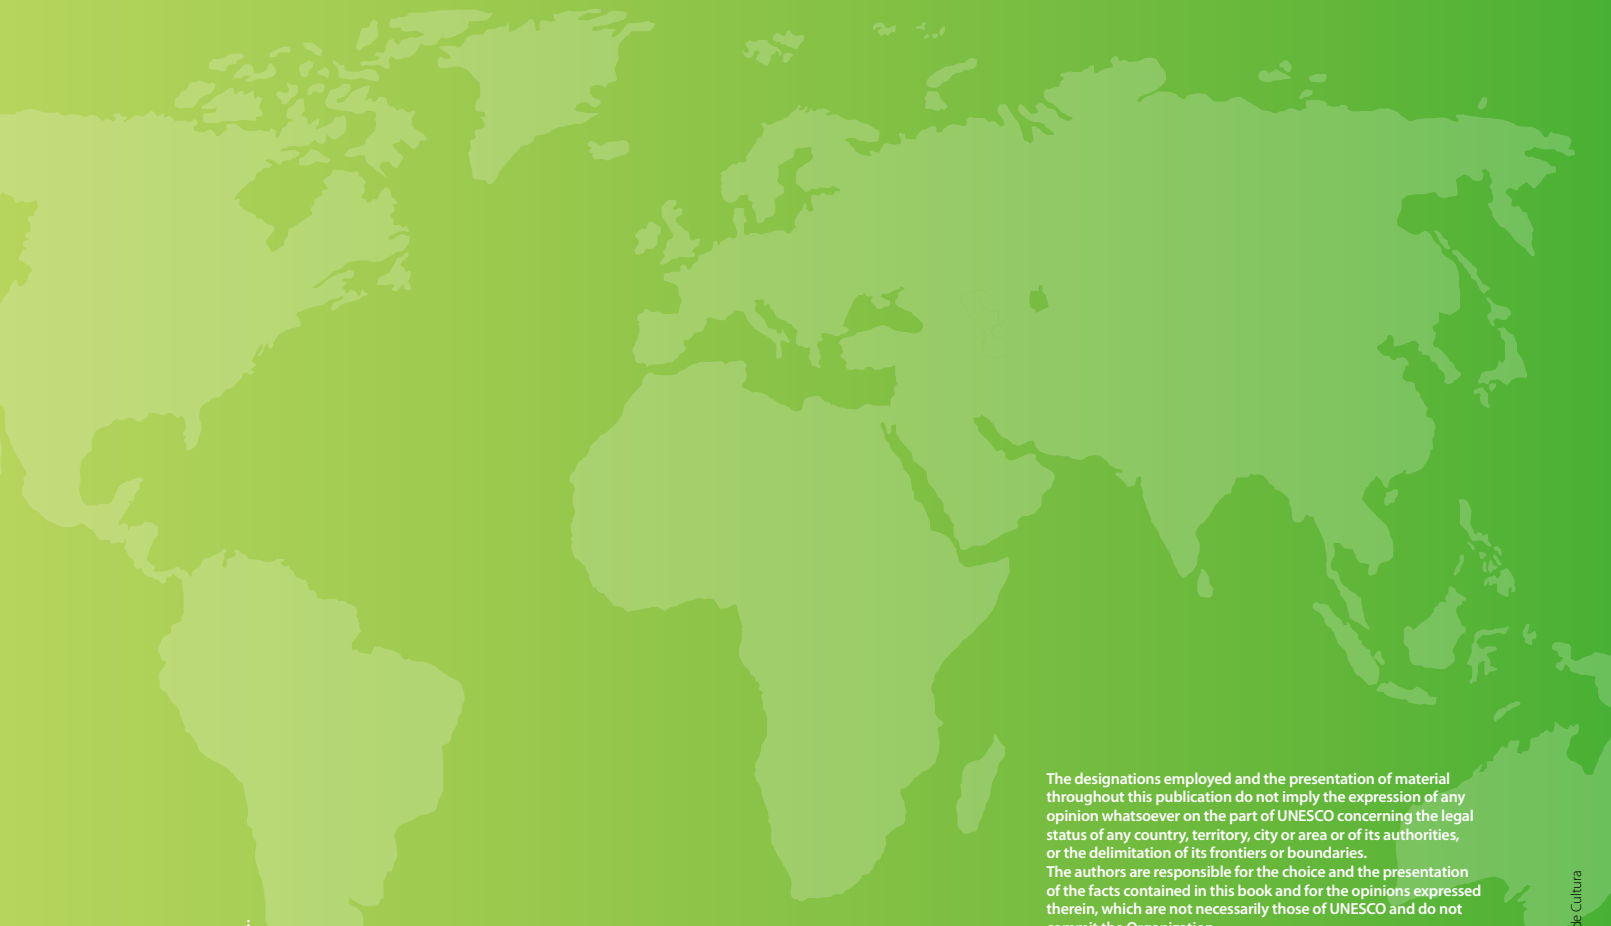 The designations employed and the presentation of material
throughout this publication do not imply the expression of any
opinion whatsoever on the part of UNESCO concerning the legal
status of any country, territory, city or area or of its authorities,
or the delimitation of its frontiers or boundaries.
The authors are responsible for the choice and the presentation
of the facts contained in this book and for the opinions expressed
therein, which are not necessarily those of UNESCO and do not
commit the Organization.
de Cultura